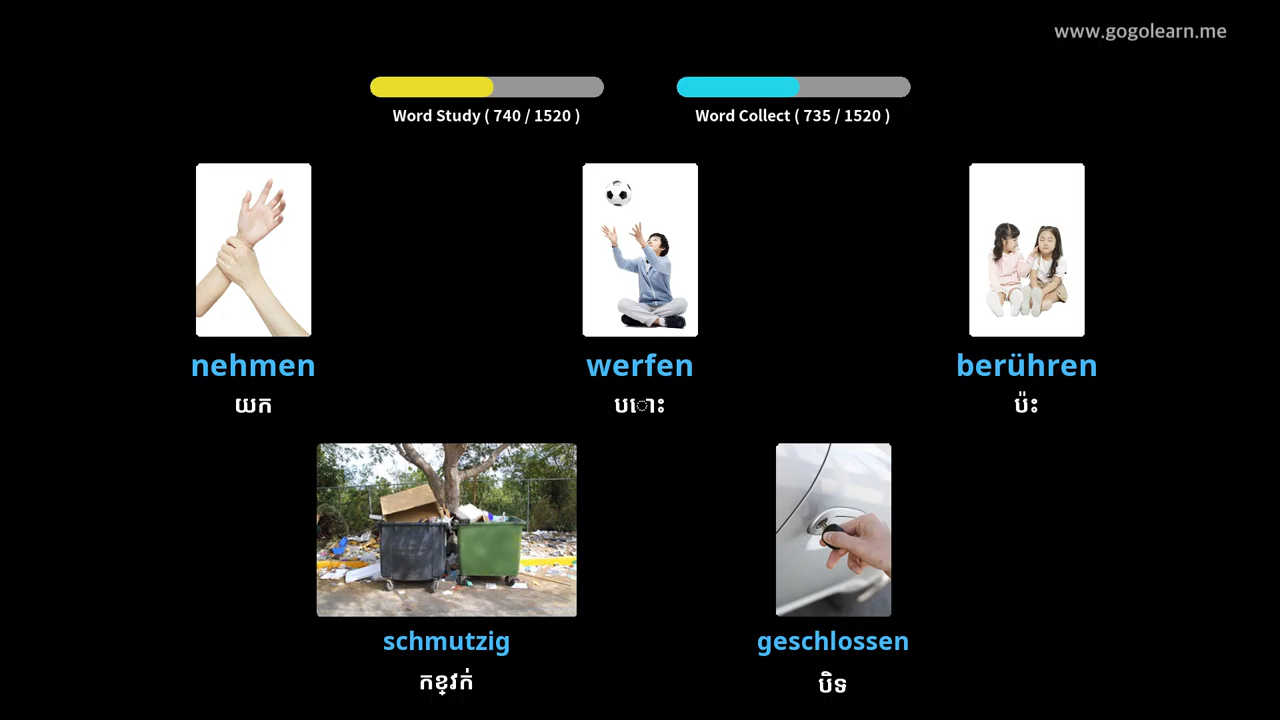 www.gogolearn.me
Word Study ( 740 / 1520 )
Word Collect ( 735 / 1520 )
nehmen
werfen
berühren
យក
បោះ
ប៉ះ
schmutzig
geschlossen
កខ្វក់
បិទ